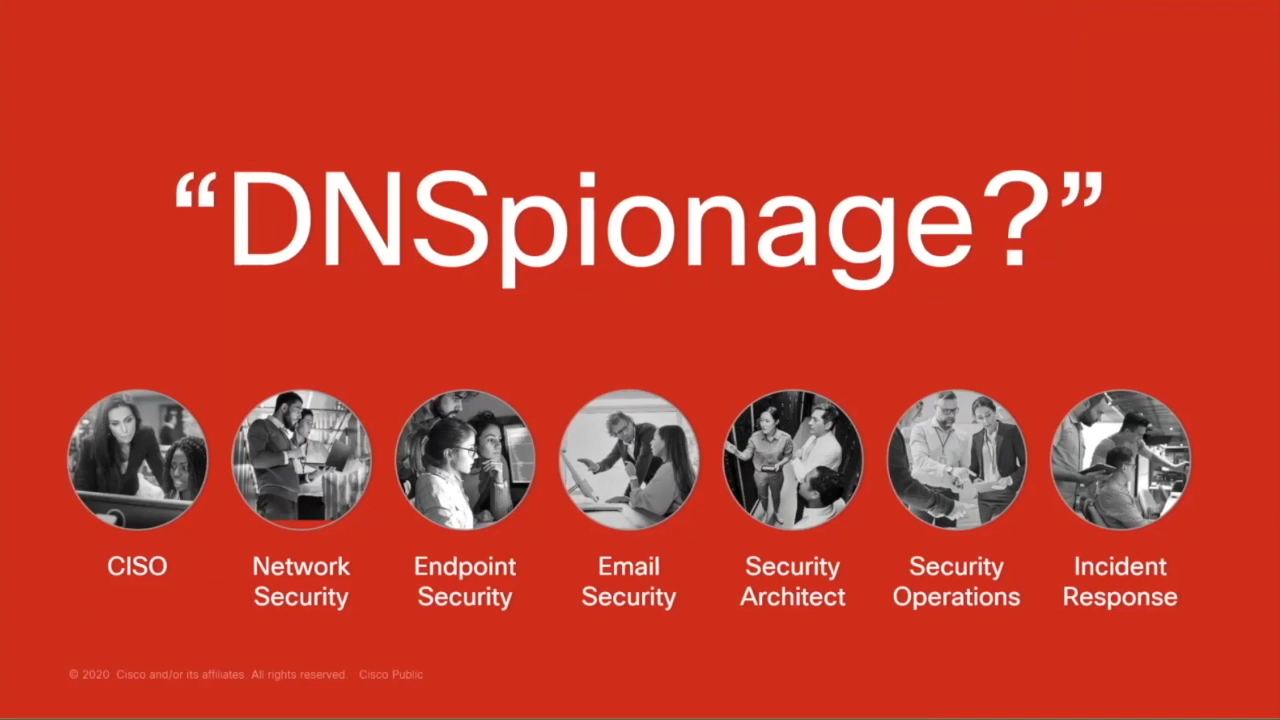 “DNSpionage?”
CISO
Network
Security
Endpoint
Security
Email
Security
Security
Architect
Security
Operations
Incident
Response
© 2020 Cisco and/or its affiliates. All rights reserved. Cisco Public